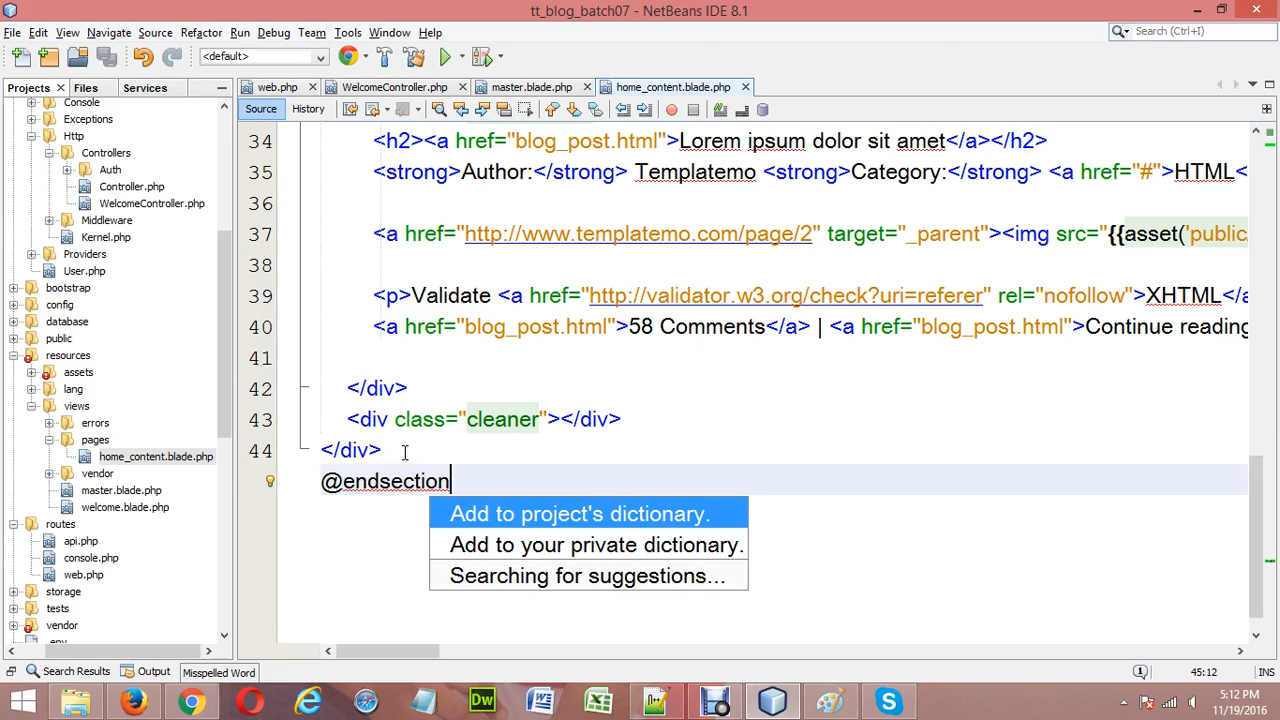 tt_blog_batch07 - NetBeans IDE 8.1
File Edit View Navigate Source Refactor Run Debug Team Tools Window Help
Search (Ctrl+I)
<default>
Projects Files Services
web.php WelcomeController.php master.blade.php home_content.blade.php
Source History
Console
Exceptions
Http
Controllers
Auth
Controller.php
WelcomeController.php
Middleware
Kernel.php
Providers
User.php
bootstrap
config
database
public
resources
assets
lang
views
errors
pages
home_content.blade.php
vendor
master.blade.php
welcome.blade.php
routes
api.php
console.php
web.php
storage
tests
vendor
.env
34 <h2><a href="blog_post.html">Lorem ipsum dolor sit amet</a></h2>
35 <strong>Author:</strong> Templatemo <strong>Category:</strong> <a href="#">HTML<
36
37 <a href="http://www.templatemo.com/page/2" target="_parent"><img src="{{asset('public/
38
39 <p>Validate <a href="http://validator.w3.org/check?uri=referer" rel="nofollow">XHTML</a
40 <a href="blog_post.html">58 Comments</a> | <a href="blog_post.html">Continue reading
41
42 </div>
43 <div class="cleaner"></div>
44 </div>
@endsection
Add to project's dictionary.
Add to your private dictionary.
Searching for suggestions...
Search Results Output Misspelled Word
45:12 INS
Dw
5:12 PM
11/19/2016